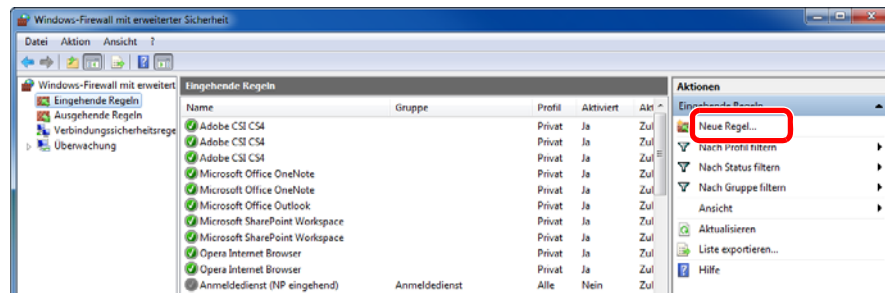 Windows-Firewall mit erweiterter Sicherheit
Datei Aktion Ansicht ?
Windows-Firewall mit erweitert
Eingehende Regeln
Ausgehende Regeln
Verbindungssicherheitsrege
Überwachung
Eingehende Regeln
Name Gruppe Profil Aktiviert Akt
Adobe CSI CS4 Privat Ja Zul
Adobe CSI CS4 Privat Ja Zul
Adobe CSI CS4 Privat Ja Zul
Microsoft Office OneNote Privat Ja Zul
Microsoft Office OneNote Privat Ja Zul
Microsoft Office Outlook Privat Ja Zul
Microsoft SharePoint Workspace Privat Ja Zul
Microsoft SharePoint Workspace Privat Ja Zul
Opera Internet Browser Privat Ja Zul
Opera Internet Browser Privat Ja Zul
Anmeldedienst (NP eingehend) Anmeldedienst Alle Nein Zul
Aktionen
Eingehende Regeln
Neue Regel...
Nach Profil filtern
Nach Status filtern
Nach Gruppe filtern
Ansicht
Aktualisieren
Liste exportieren...
Hilfe